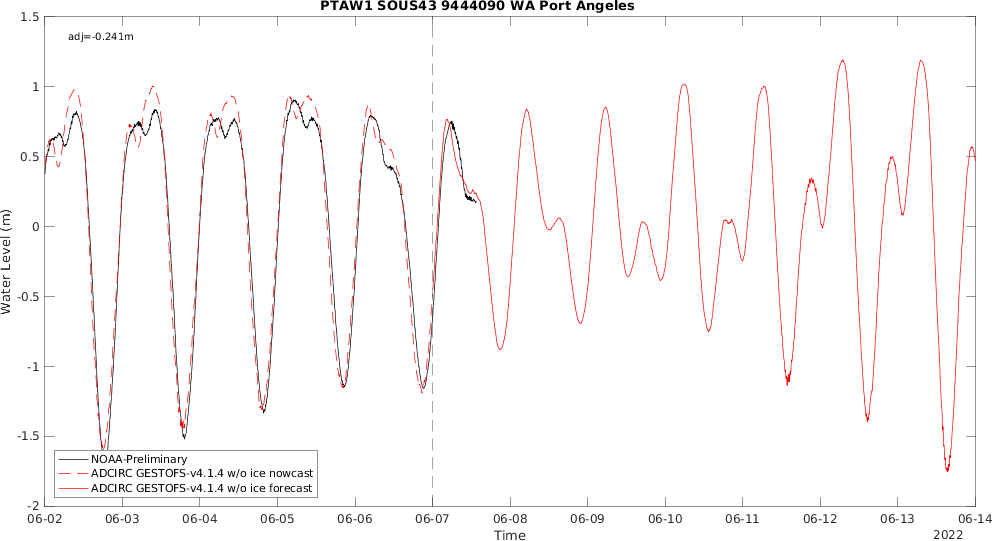 PTAW1 SOUS43 9444090 WA Port Angeles
adj=-0.241m
1.5
1
0.5
0
-0.5
-1
-1.5
-2
Water Level (m)
NOAA-Preliminary
ADCIRC GESTOFS-v4.1.4 w/o ice nowcast
ADCIRC GESTOFS-v4.1.4 w/o ice forecast
06-02 06-03 06-04 06-05 06-06 06-07 06-08 06-09 06-10 06-11 06-12 06-13 06-14
Time
2022